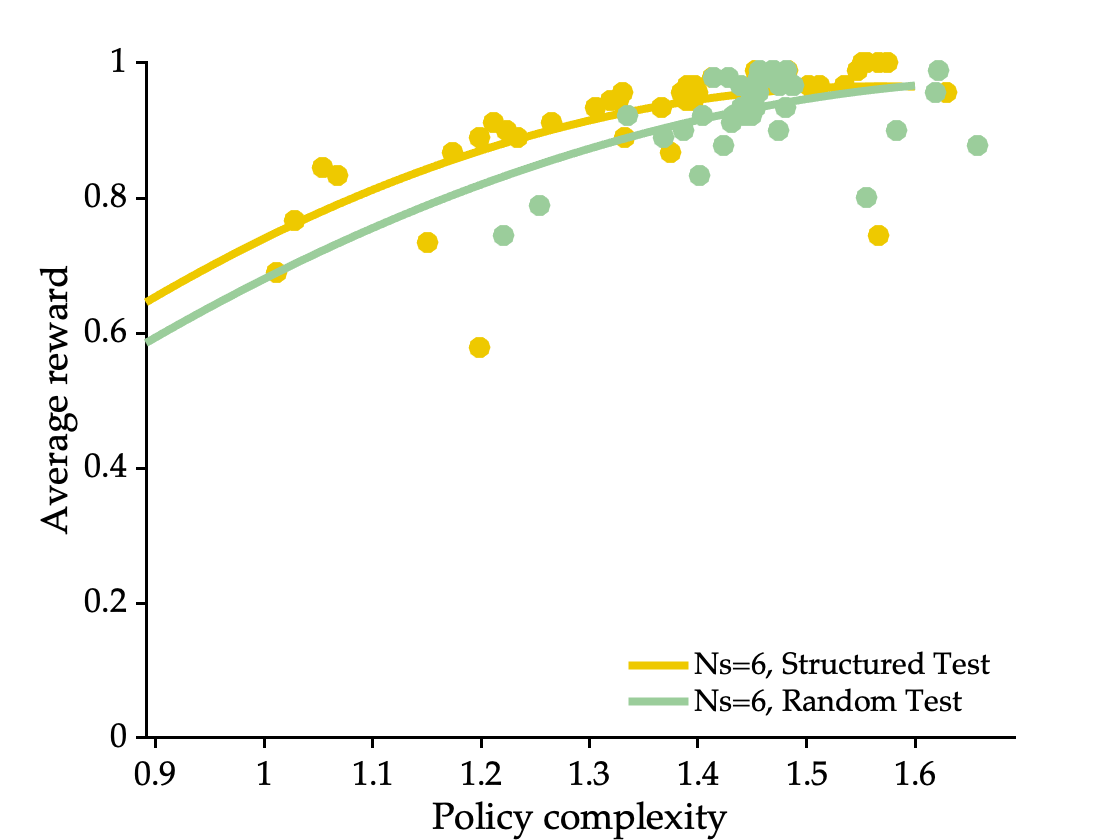 1
0.8
0.6
0.4
0.2
0
Average reward
Ns=6, Structured Test
Ns=6, Random Test
0.9 1 1.1 1.2 1.3 1.4 1.5 1.6
Policy complexity